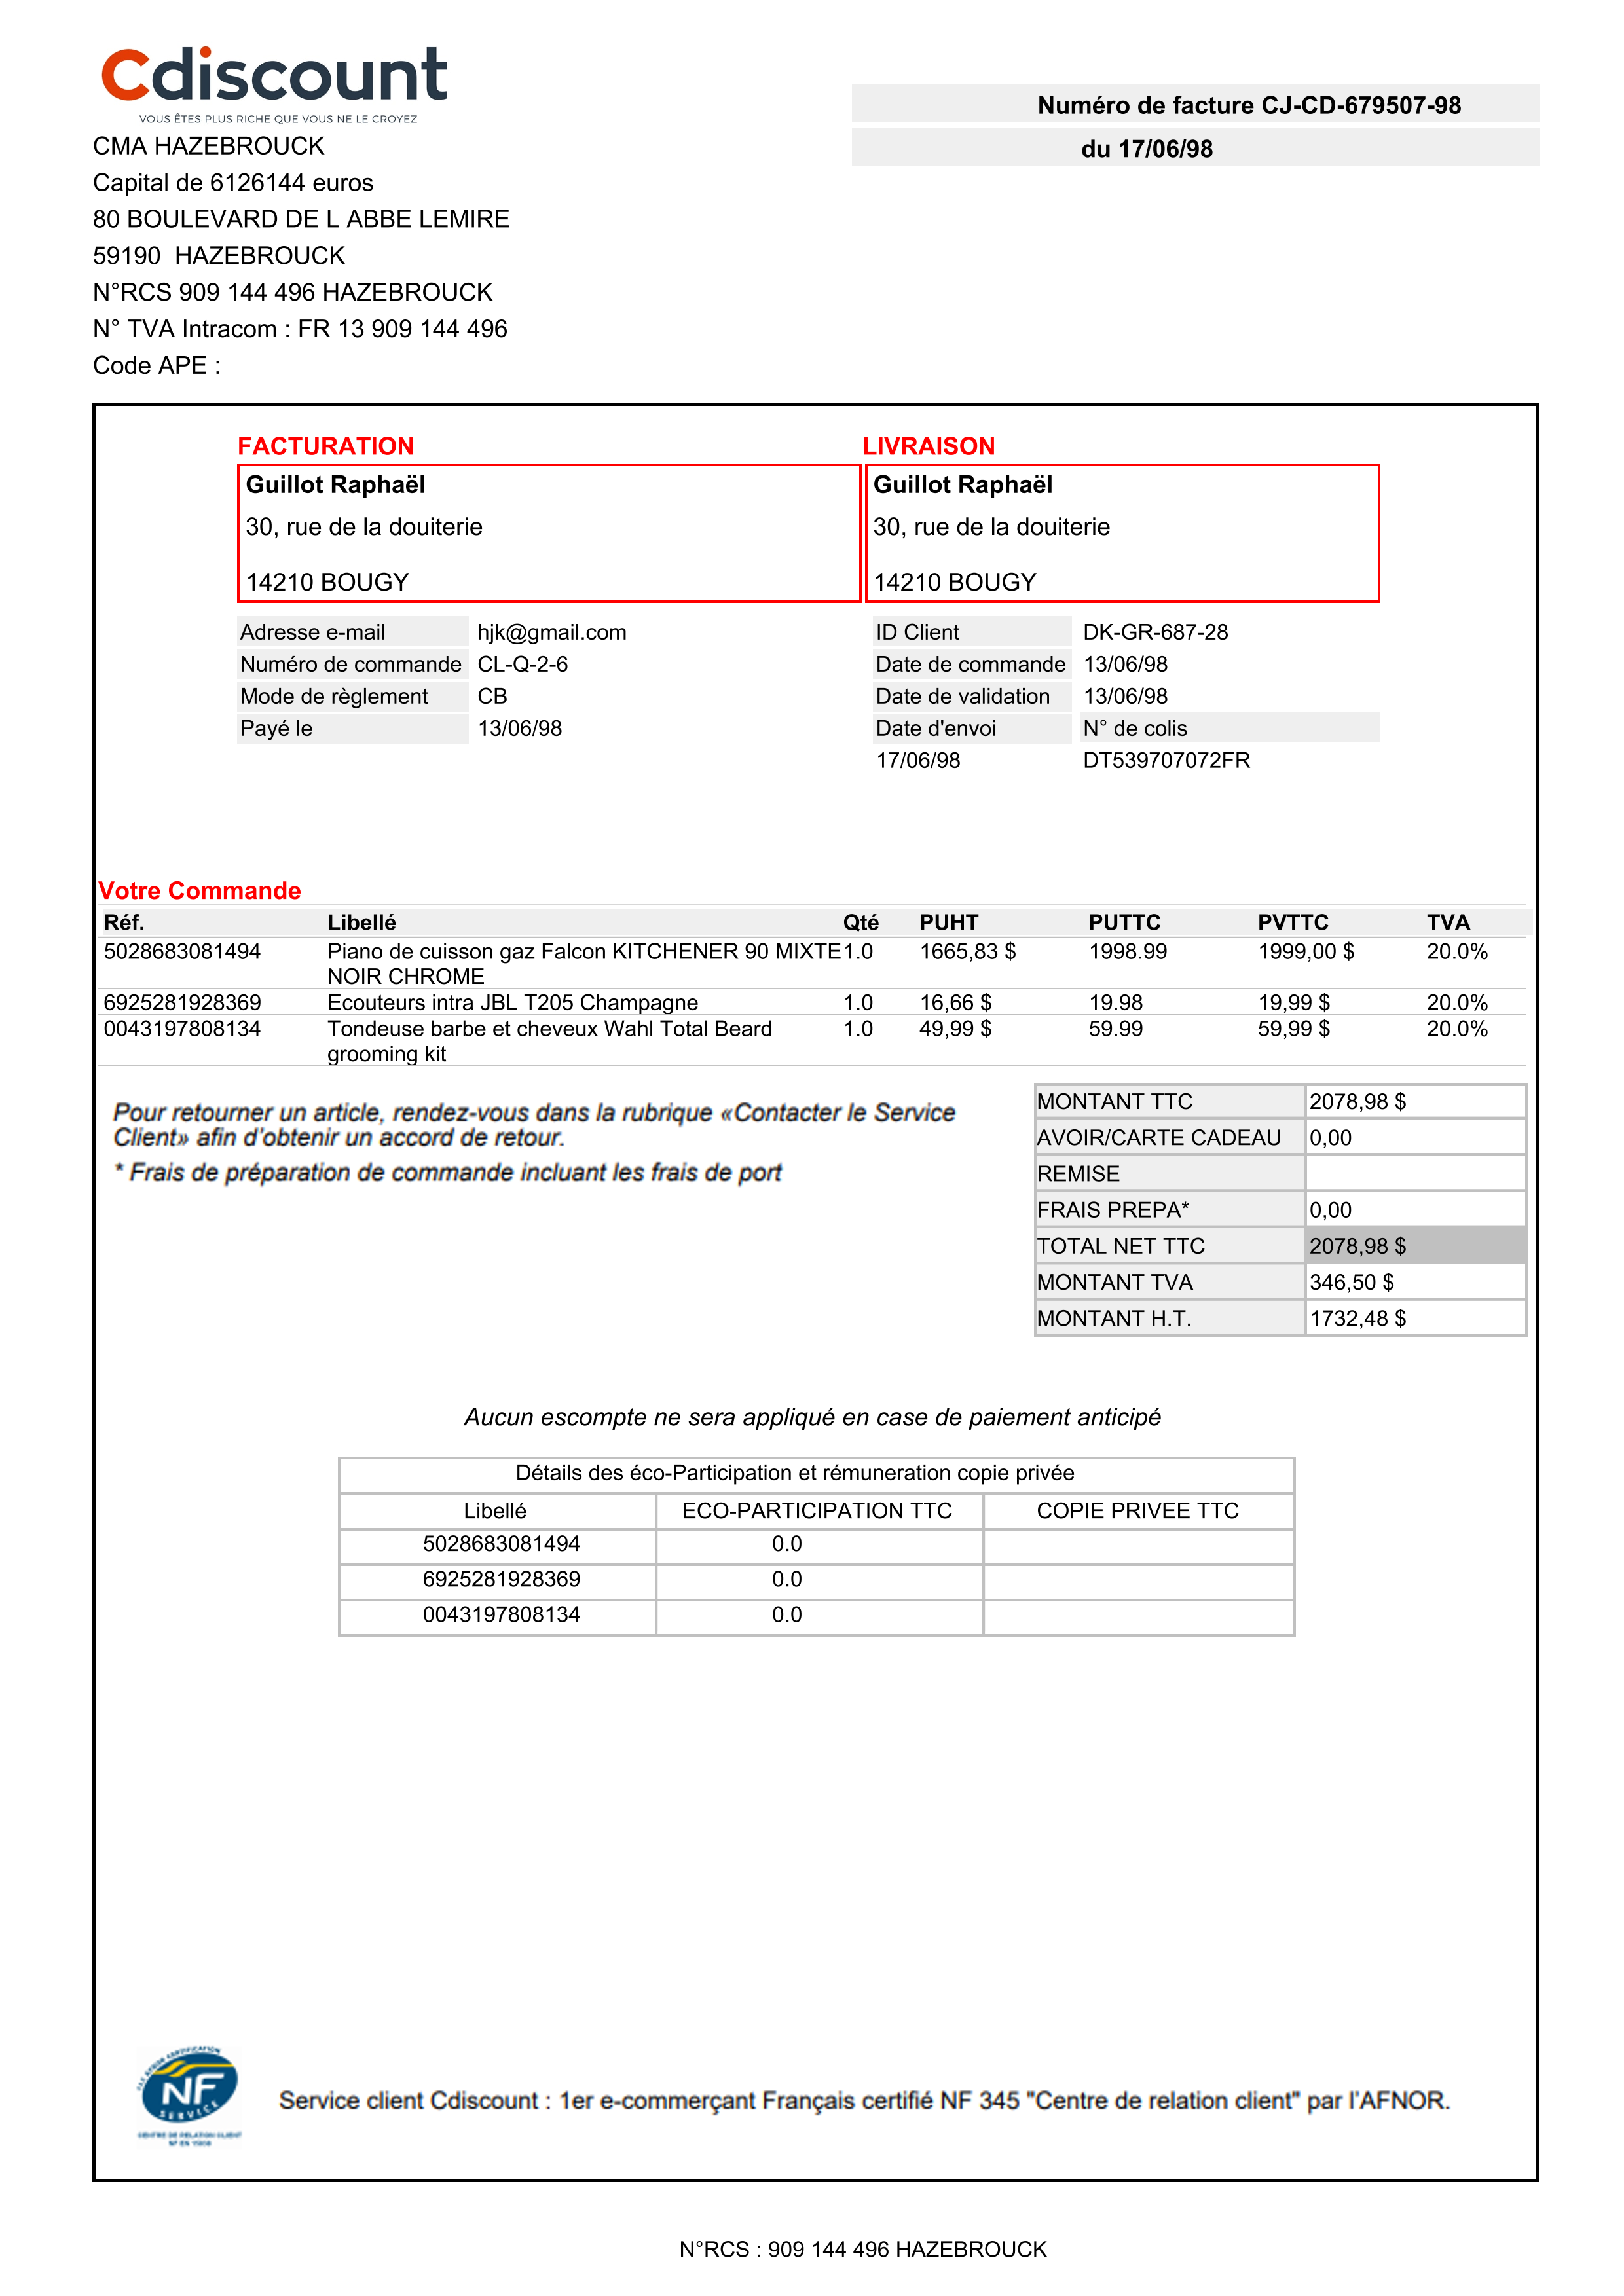 Cdiscount
VOUS ÊTES PLUS RICHE QUE VOUS NE LE CROYEZ
Numéro de facture CJ-CD-679507-98
du 17/06/98
CMA HAZEBROUCK
Capital de 6126144 euros
80 BOULEVARD DE L ABBE LEMIRE
59190 HAZEBROUCK
N°RCS 909 144 496 HAZEBROUCK
N° TVA Intracom : FR 13 909 144 496
Code APE :
FACTURATION
Guillot Raphaël
30, rue de la douiterie
14210 BOUGY
LIVRAISON
Guillot Raphaël
30, rue de la douiterie
14210 BOUGY
Adresse e-mail hjk@gmail.com
Numéro de commande CL-Q-2-6
Mode de règlement CB
Payé le 13/06/98
ID Client DK-GR-687-28
Date de commande 13/06/98
Date de validation 13/06/98
Date d'envoi N° de colis
17/06/98 DT539707072FR
Votre Commande
Réf. Libellé Qté PUHT PUTTC PVTTC TVA
5028683081494 Piano de cuisson gaz Falcon KITCHENER 90 MIXTE 1.0 1665,83 $ 1998.99 1999,00 $ 20.0%
NOIR CHROME
6925281928369 Ecouteurs intra JBL T205 Champagne 1.0 16,66 $ 19.98 19,99 $ 20.0%
0043197808134 Tondeuse barbe et cheveux Wahl Total Beard 1.0 49,99 $ 59.99 59,99 $ 20.0%
grooming kit
Pour retourner un article, rendez-vous dans la rubrique «Contacter le Service
Client» afin d'obtenir un accord de retour.
* Frais de préparation de commande incluant les frais de port
MONTANT TTC 2078,98 $
AVOIR/CARTE CADEAU 0,00
REMISE
FRAIS PREPA* 0,00
TOTAL NET TTC 2078,98 $
MONTANT TVA 346,50 $
MONTANT H.T. 1732,48 $
Aucun escompte ne sera appliqué en case de paiement anticipé
Détails des éco-Participation et rémuneration copie privée
Libellé ECO-PARTICIPATION TTC COPIE PRIVEE TTC
5028683081494 0.0
6925281928369 0.0
0043197808134 0.0
NF
SERVICE
CENTRE DE RELATION CLIENT
Service client Cdiscount : 1er e-commerçant Français certifié NF 345 "Centre de relation client" par l'AFNOR.
N°RCS : 909 144 496 HAZEBROUCK